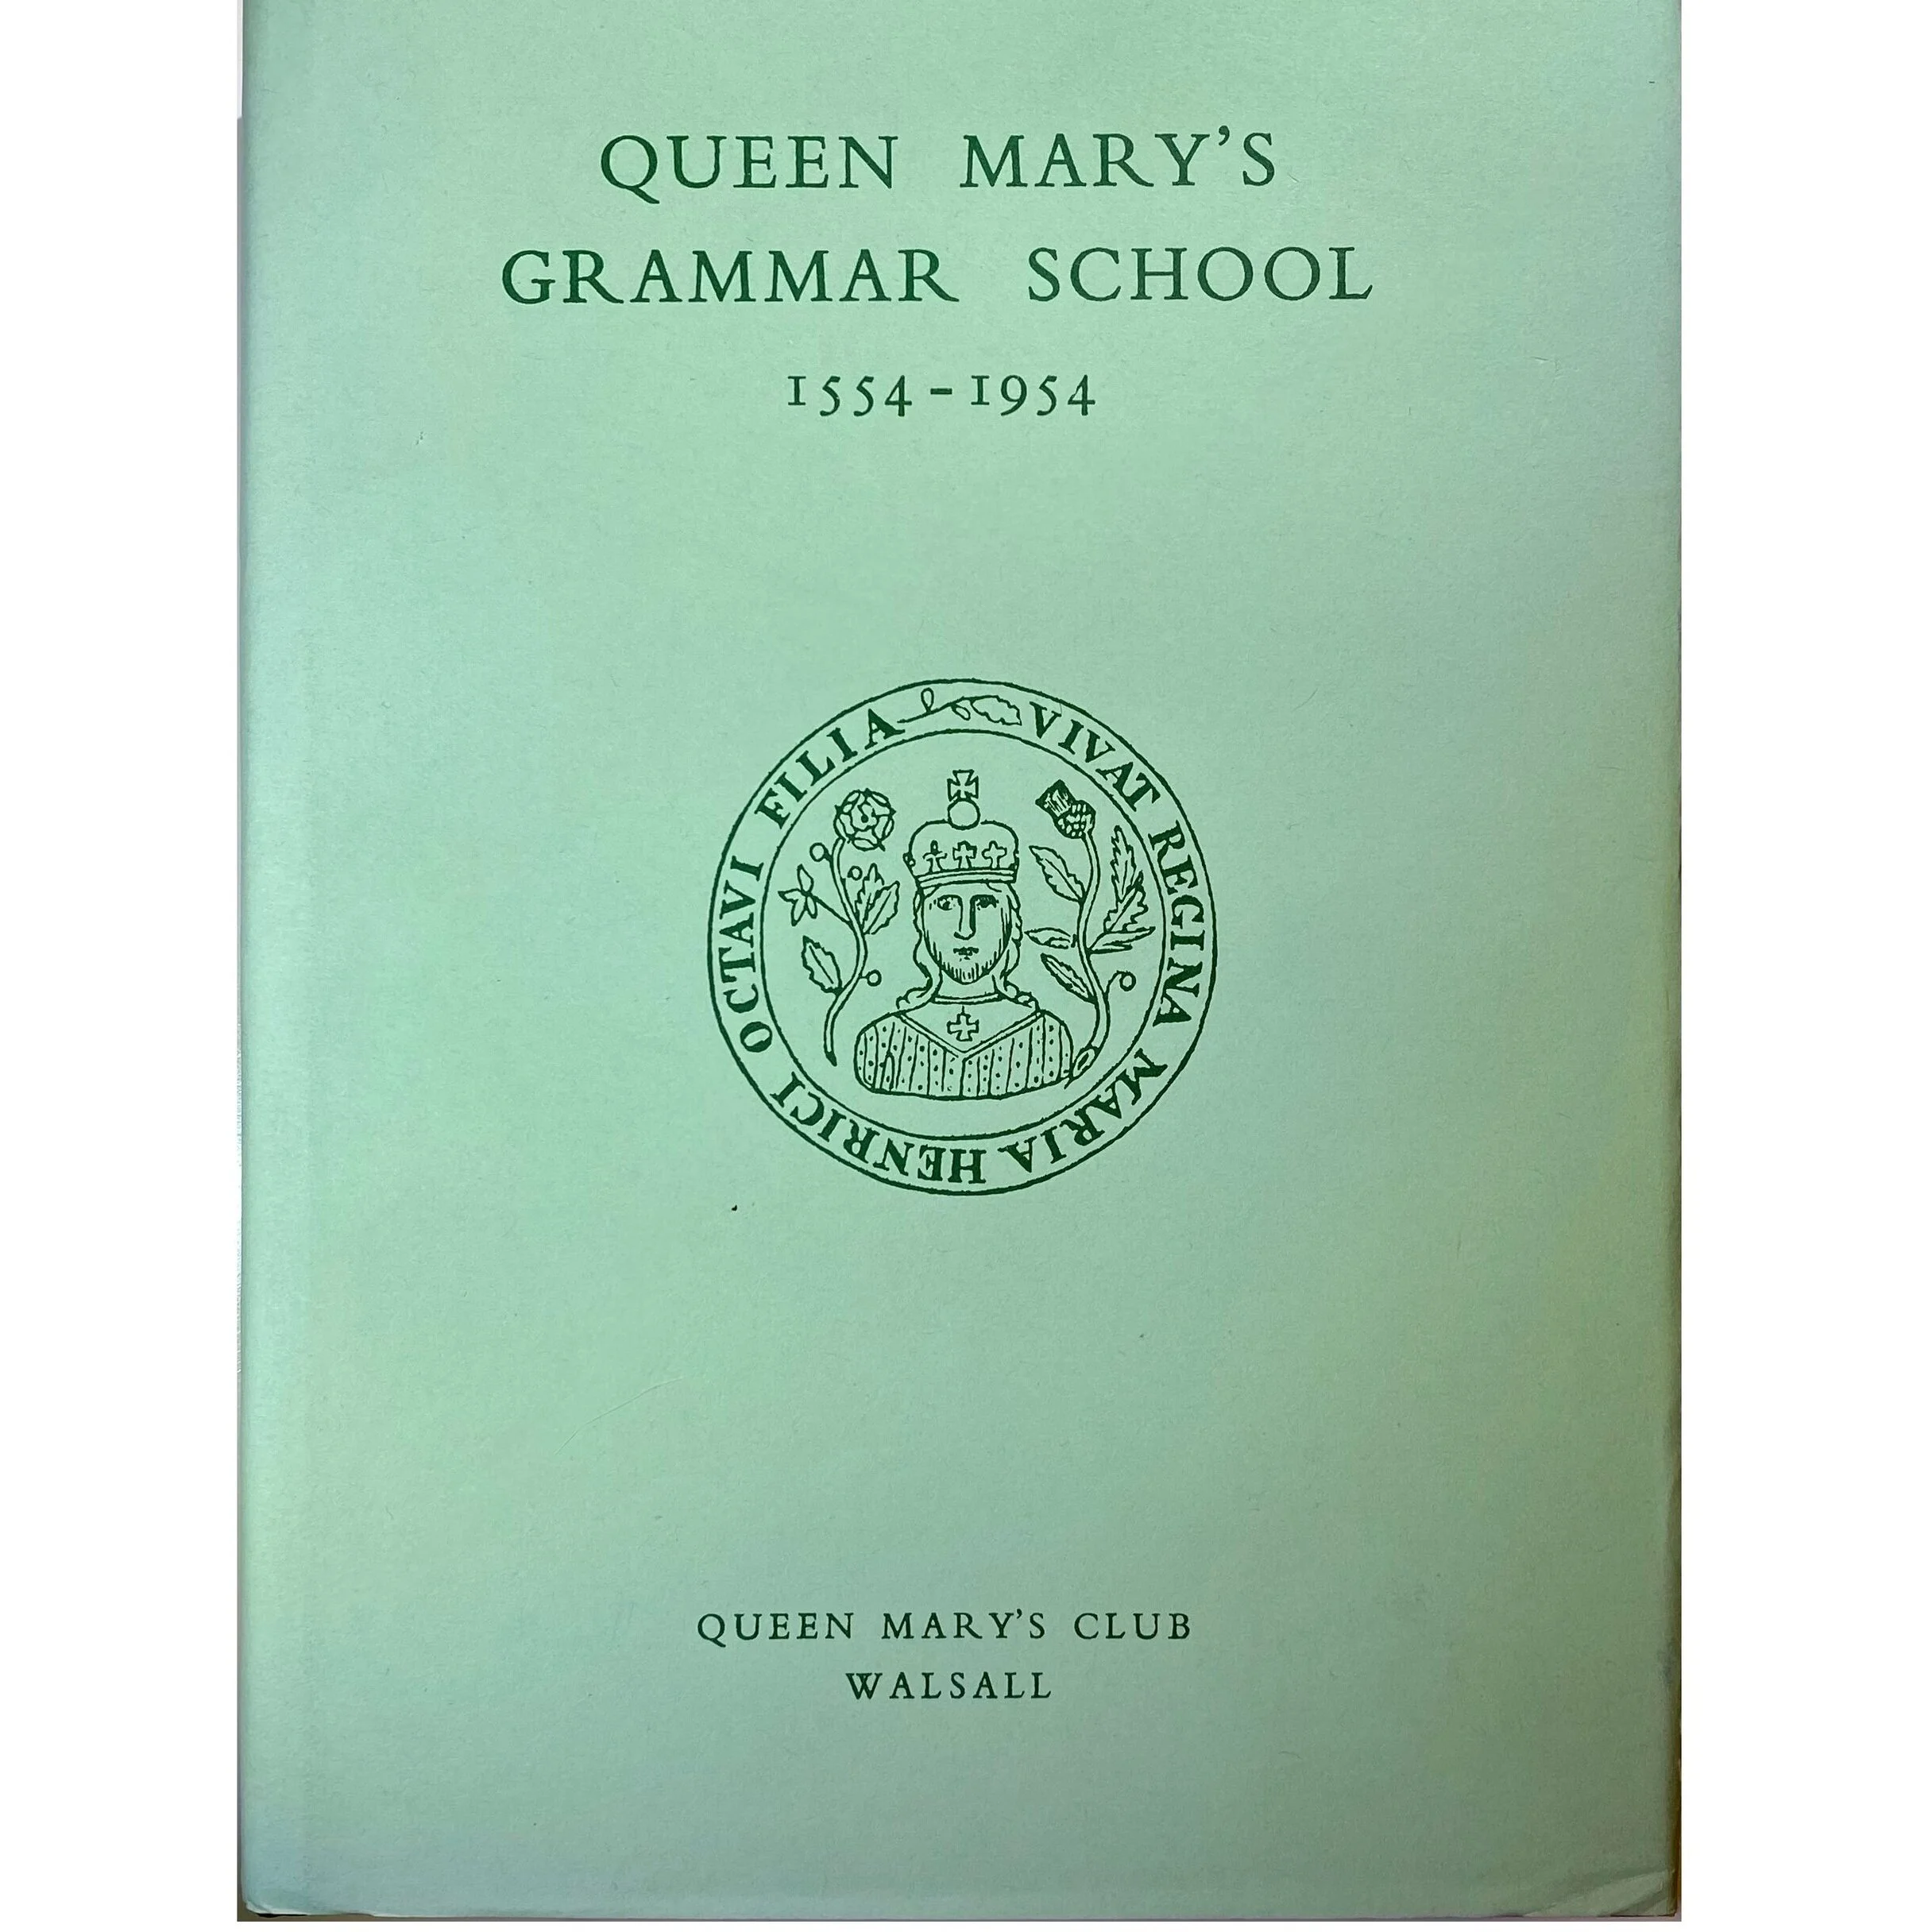 QUEEN MARY'S
GRAMMAR SCHOOL
1554-1954
VIVAT REGINA MARIA HENRICI OCTAVI FILIA
QUEEN MARY'S CLUB
WALSALL